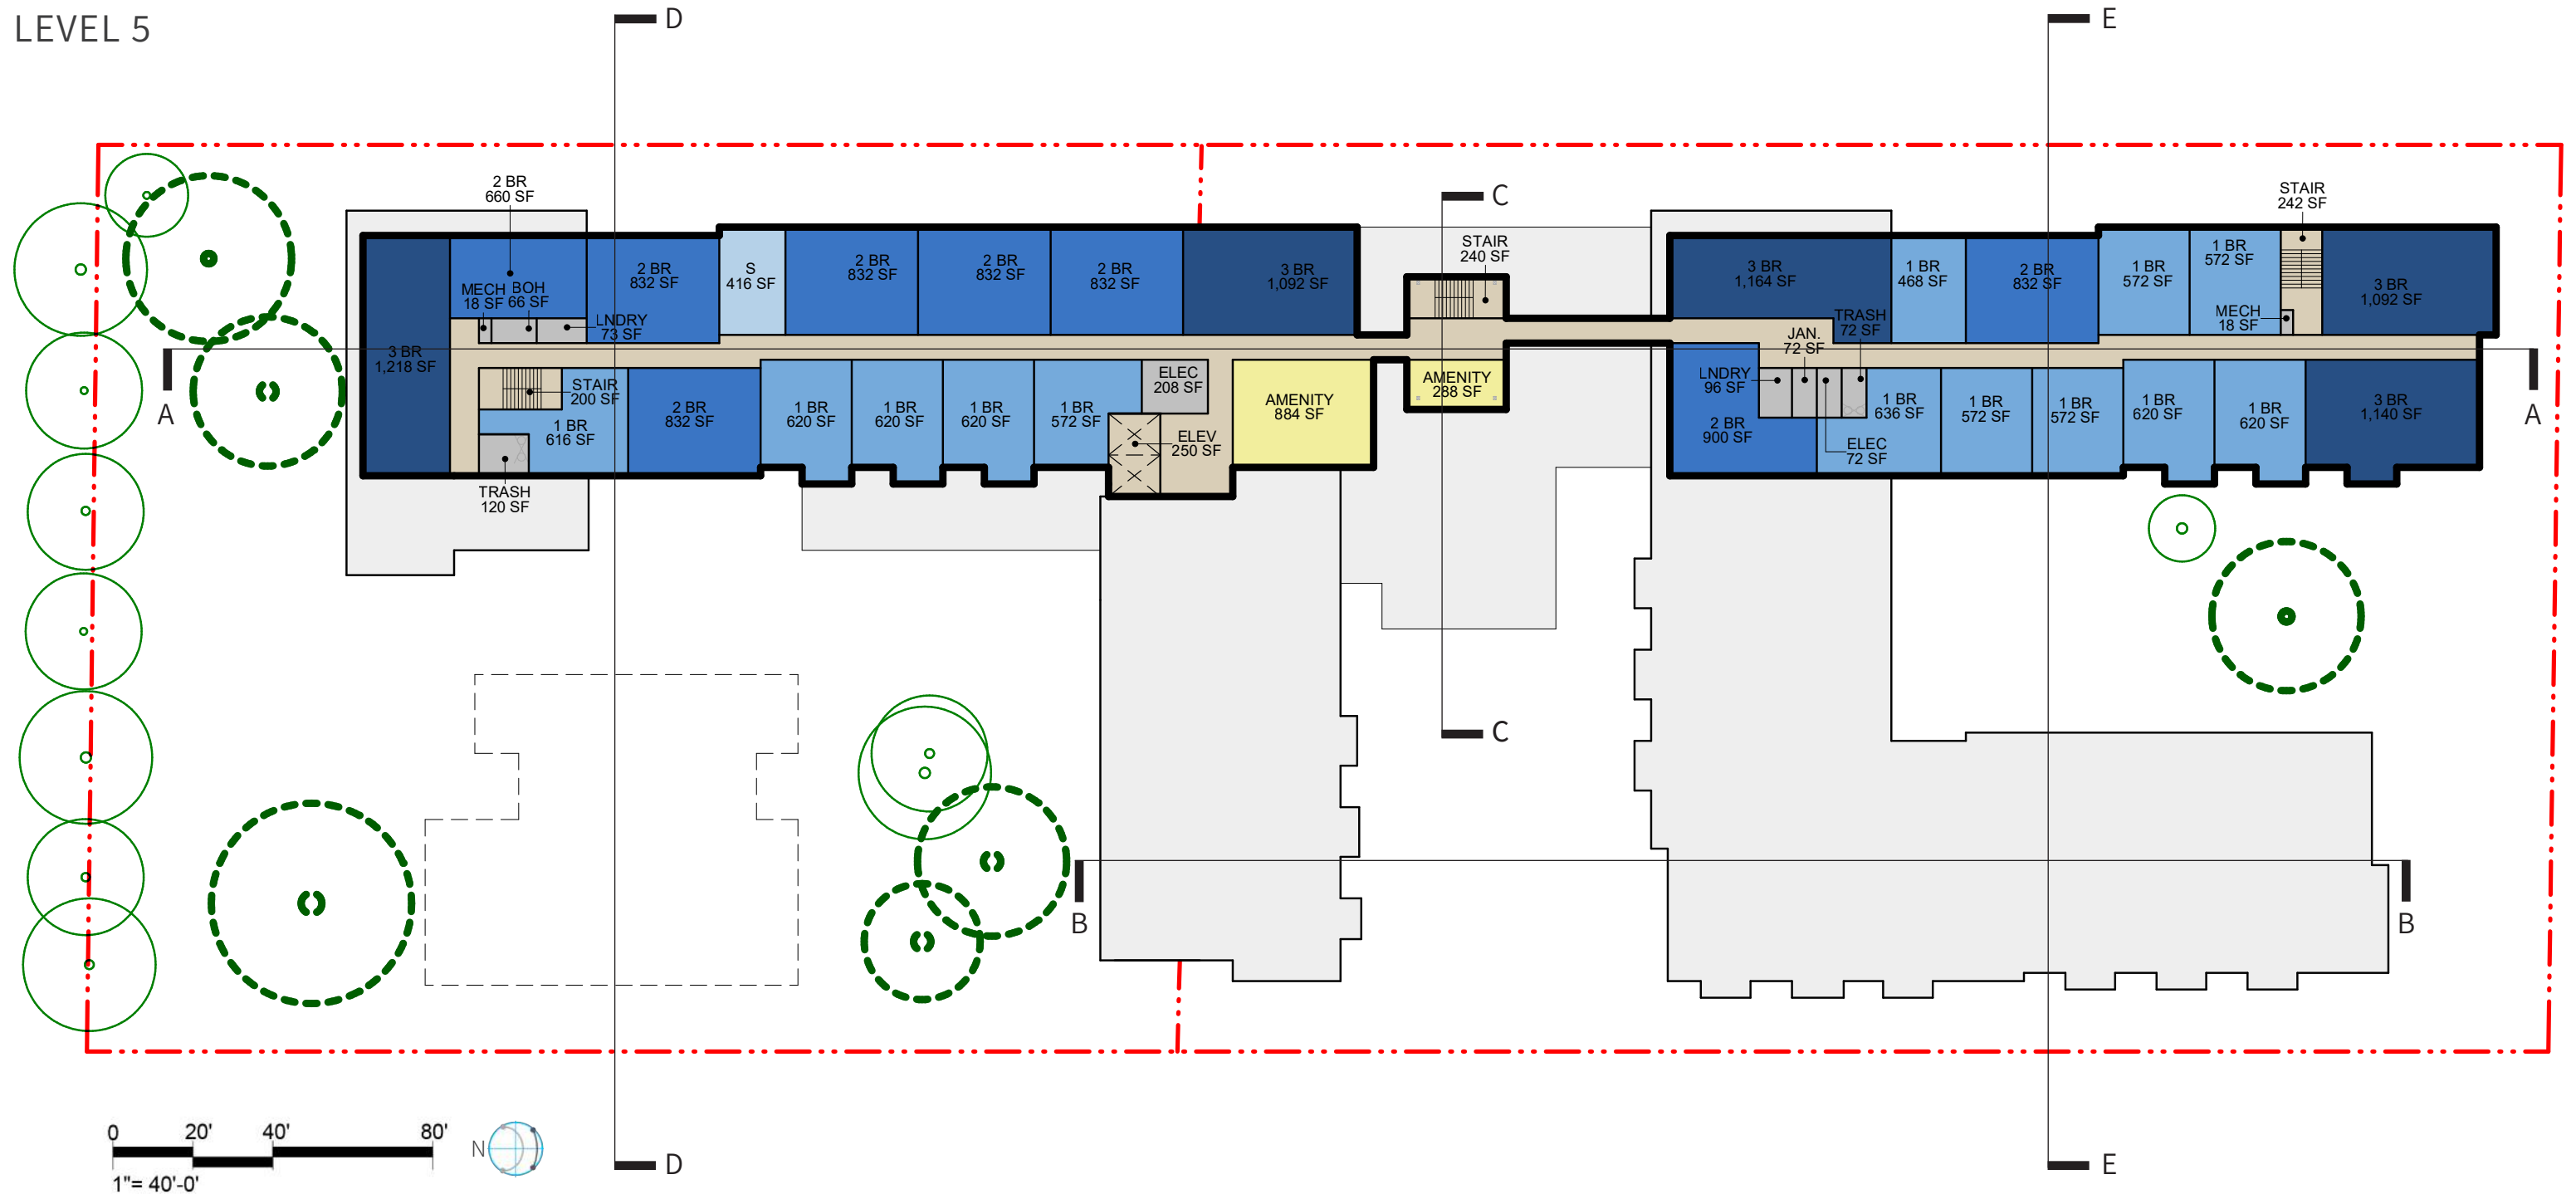 LEVEL 5
D
E
2 BR
660 SF
C
STAIR
242 SF
STAIR
240 SF
MECH
18 SF
BOH
66 SF
LNDRY
73 SF
2 BR
832 SF
S
416 SF
2 BR
832 SF
2 BR
832 SF
2 BR
832 SF
3 BR
1,092 SF
3 BR
1,164 SF
1 BR
468 SF
2 BR
832 SF
1 BR
572 SF
1 BR
572 SF
MECH
18 SF
3 BR
1,092 SF
TRASH
72 SF
JAN.
72 SF
3 BR
1,218 SF
STAIR
200 SF
1 BR
616 SF
TRASH
120 SF
2 BR
832 SF
1 BR
620 SF
1 BR
620 SF
1 BR
620 SF
1 BR
572 SF
ELEC
208 SF
ELEV
250 SF
AMENITY
884 SF
AMENITY
288 SF
LNDRY
96 SF
2 BR
900 SF
ELEC
72 SF
1 BR
636 SF
1 BR
572 SF
1 BR
572 SF
1 BR
620 SF
1 BR
620 SF
3 BR
1,140 SF
A
A
C
B
B
D
E
0
20'
40'
80'
1"= 40'-0'
N